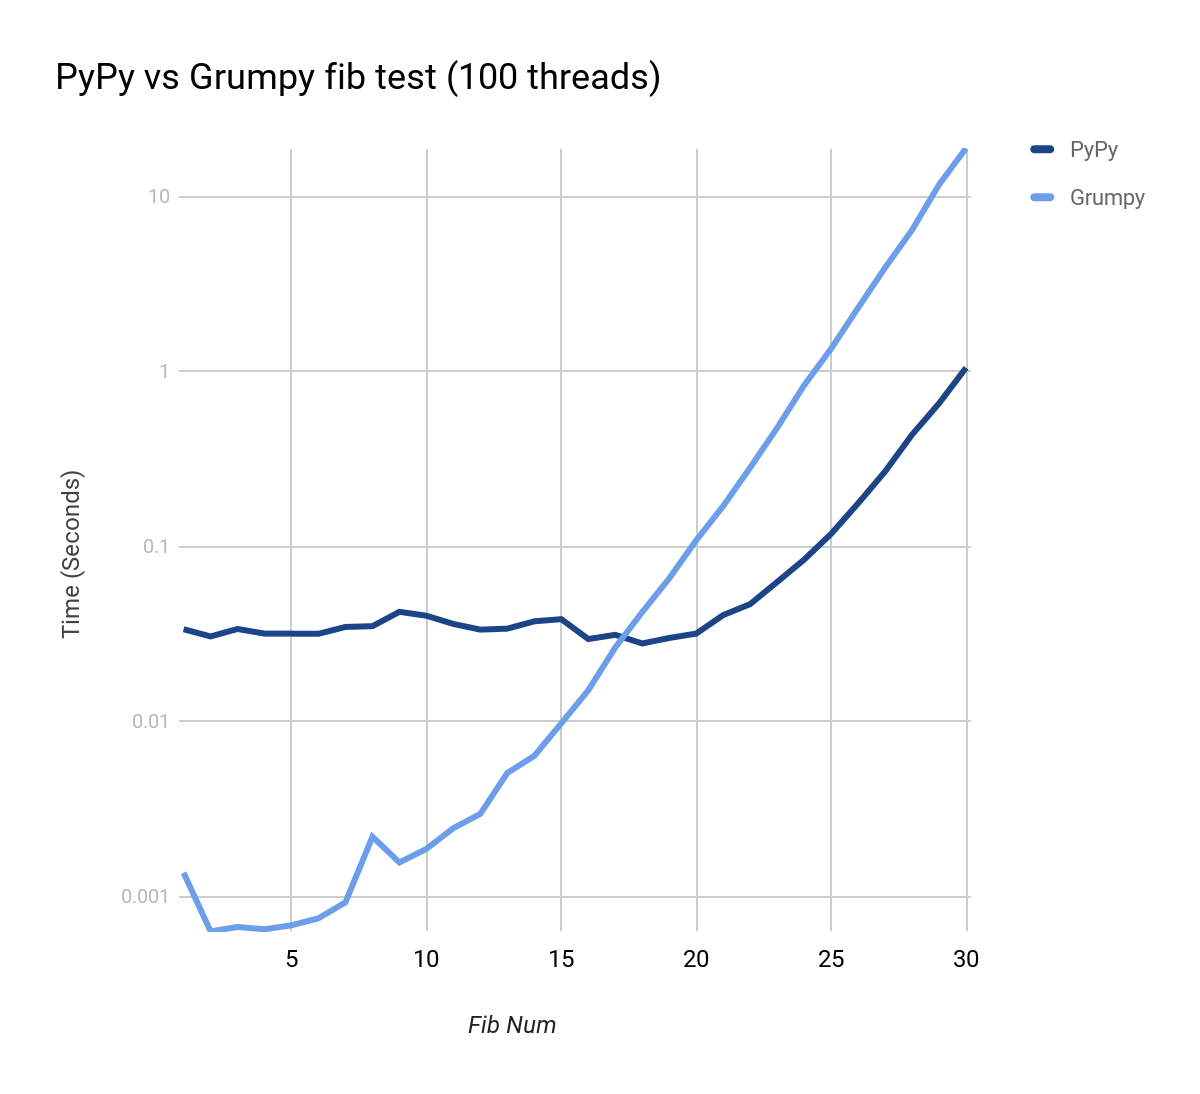 PyPy vs Grumpy fib test (100 threads)
PyPy
Grumpy
10
1
0.1
0.01
0.001
Time (Seconds)
5 10 15 20 25 30
Fib Num